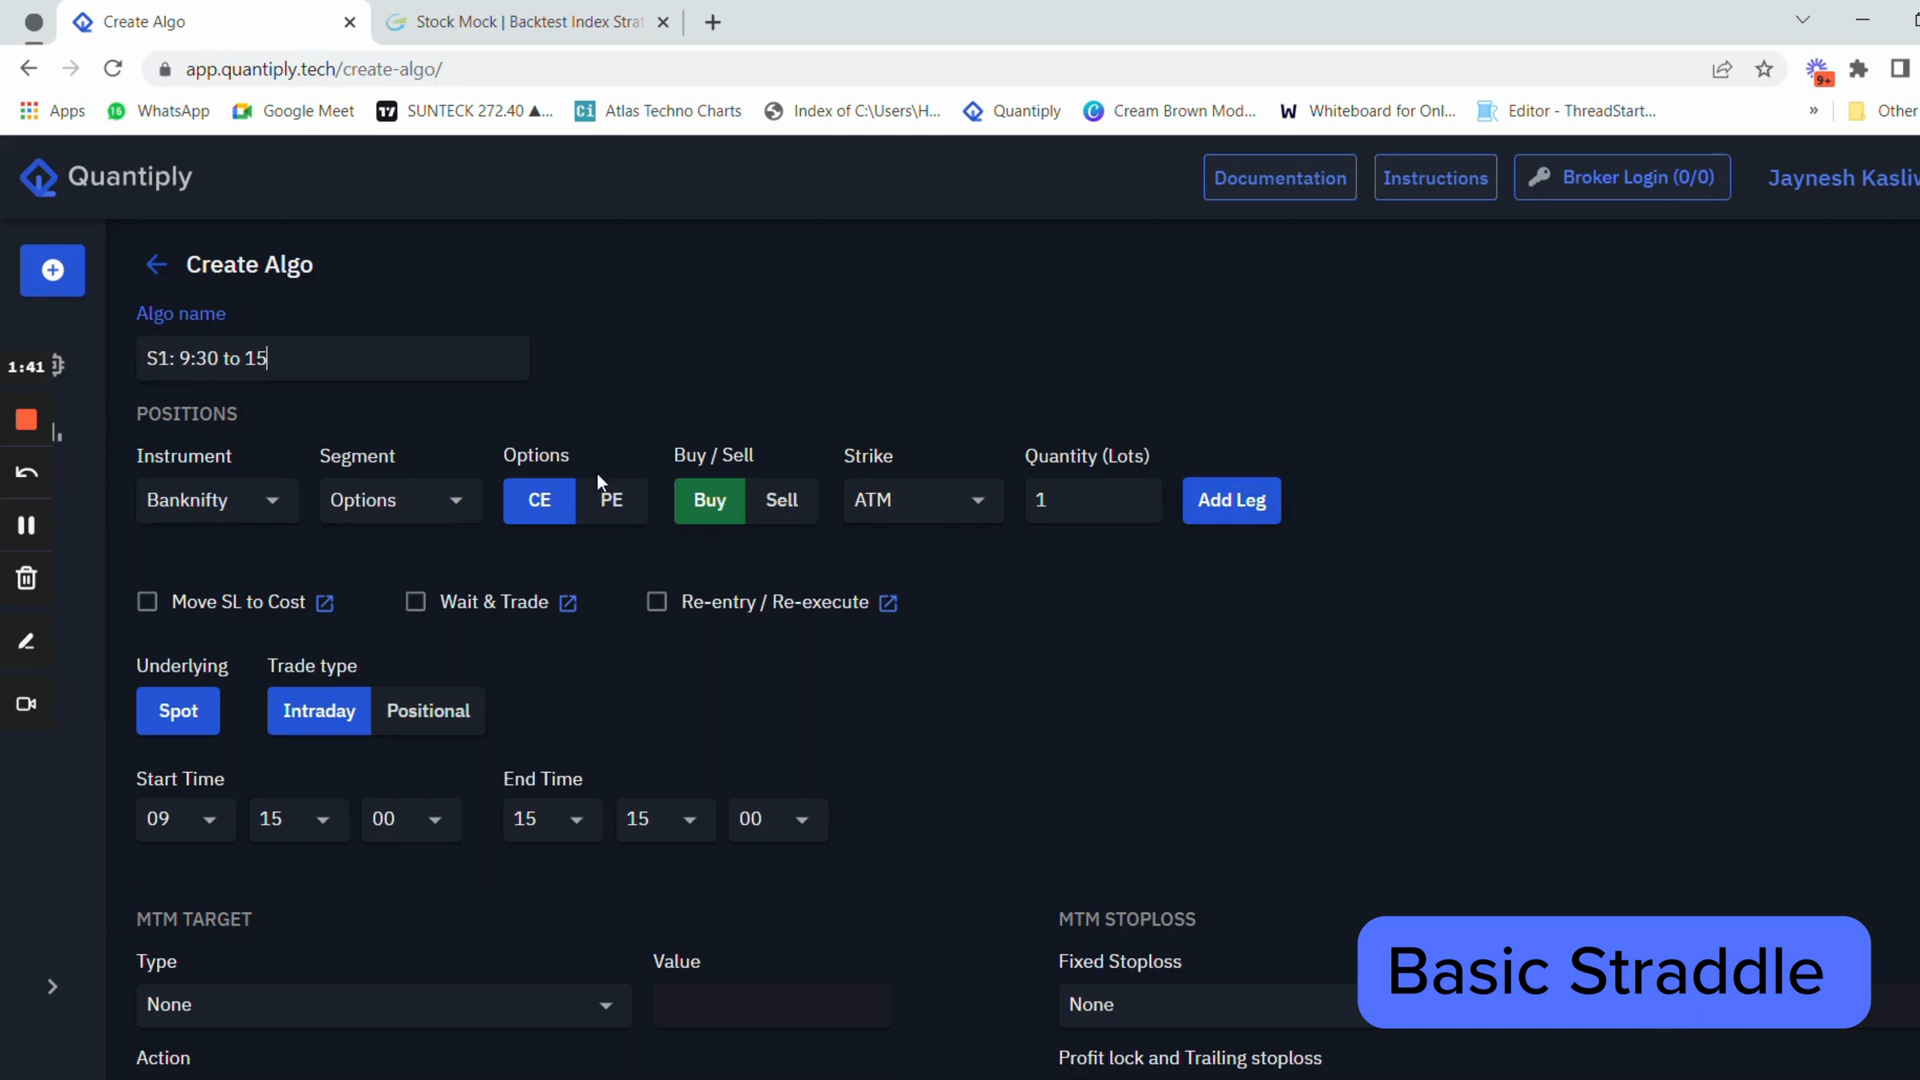 Create Algo
Stock Mock | Backtest Index Strat
app.quantiply.tech/create-algo/
9+
Apps
16
WhatsApp
Google Meet
SUNTECK 272.40 ▲...
Ci
Atlas Techno Charts
Index of C:\Users\H...
Quantiply
Cream Brown Mod...
W
Whiteboard for Onl...
Editor - ThreadStart...
»
Other
Quantiply
Documentation
Instructions
Broker Login (0/0)
Jaynesh Kasliv
Create Algo
Algo name
S1: 9:30 to 15
1:41
POSITIONS
Instrument
Segment
Options
Buy / Sell
Strike
Quantity (Lots)
Banknifty
Options
CE
PE
Buy
Sell
ATM
1
Add Leg
Move SL to Cost
Wait & Trade
Re-entry / Re-execute
Underlying
Trade type
Spot
Intraday
Positional
Start Time
End Time
09
15
00
15
15
00
MTM TARGET
MTM STOPLOSS
Type
Value
Fixed Stoploss
None
None
Basic Straddle
Action
Profit lock and Trailing stoploss